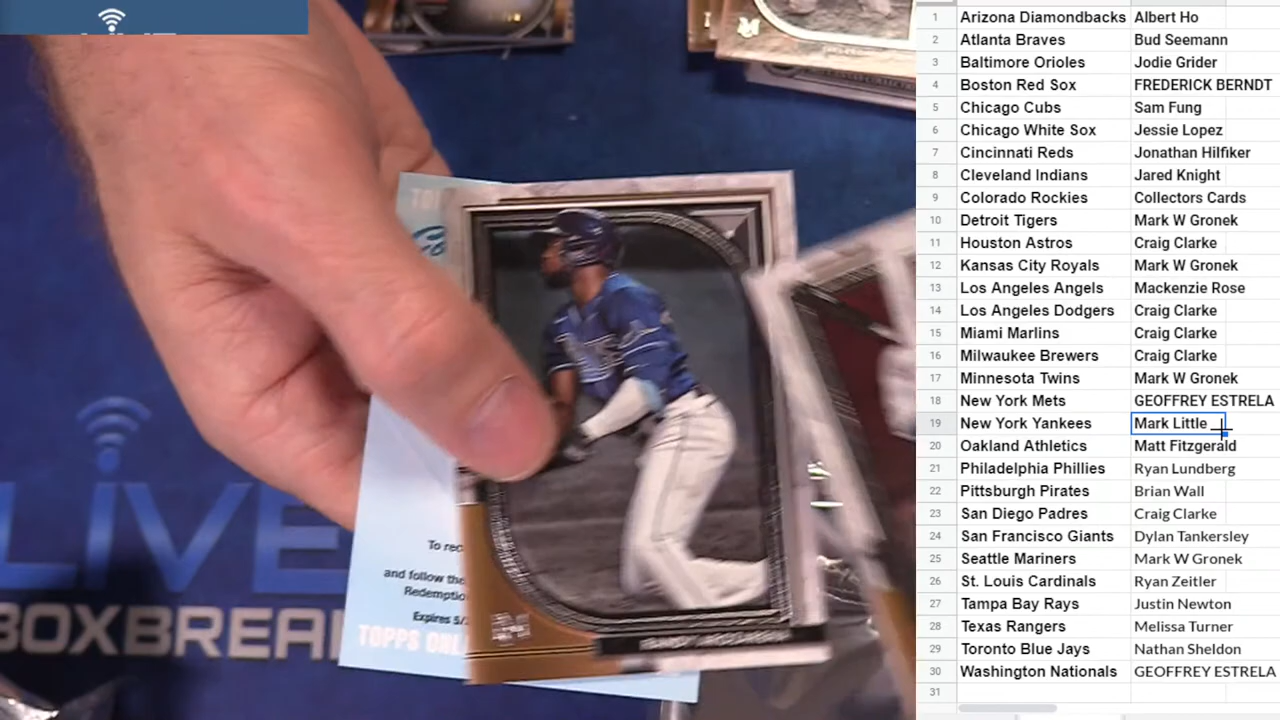 LIVE
BOXBREA
To rec
and follow the
Redemptio
Expires 5/
TOPPS ONL
1 Arizona Diamondbacks Albert Ho
2 Atlanta Braves Bud Seemann
3 Baltimore Orioles Jodie Grider
4 Boston Red Sox FREDERICK BERNDT
5 Chicago Cubs Sam Fung
6 Chicago White Sox Jessie Lopez
7 Cincinnati Reds Jonathan Hilfiker
8 Cleveland Indians Jared Knight
9 Colorado Rockies Collectors Cards
10 Detroit Tigers Mark W Gronek
11 Houston Astros Craig Clarke
12 Kansas City Royals Mark W Gronek
13 Los Angeles Angels Mackenzie Rose
14 Los Angeles Dodgers Craig Clarke
15 Miami Marlins Craig Clarke
16 Milwaukee Brewers Craig Clarke
17 Minnesota Twins Mark W Gronek
18 New York Mets GEOFFREY ESTRELA
19 New York Yankees Mark Little
20 Oakland Athletics Matt Fitzgerald
21 Philadelphia Phillies Ryan Lundberg
22 Pittsburgh Pirates Brian Wall
23 San Diego Padres Craig Clarke
24 San Francisco Giants Dylan Tankersley
25 Seattle Mariners Mark W Gronek
26 St. Louis Cardinals Ryan Zeitler
27 Tampa Bay Rays Justin Newton
28 Texas Rangers Melissa Turner
29 Toronto Blue Jays Nathan Sheldon
30 Washington Nationals GEOFFREY ESTRELA
31